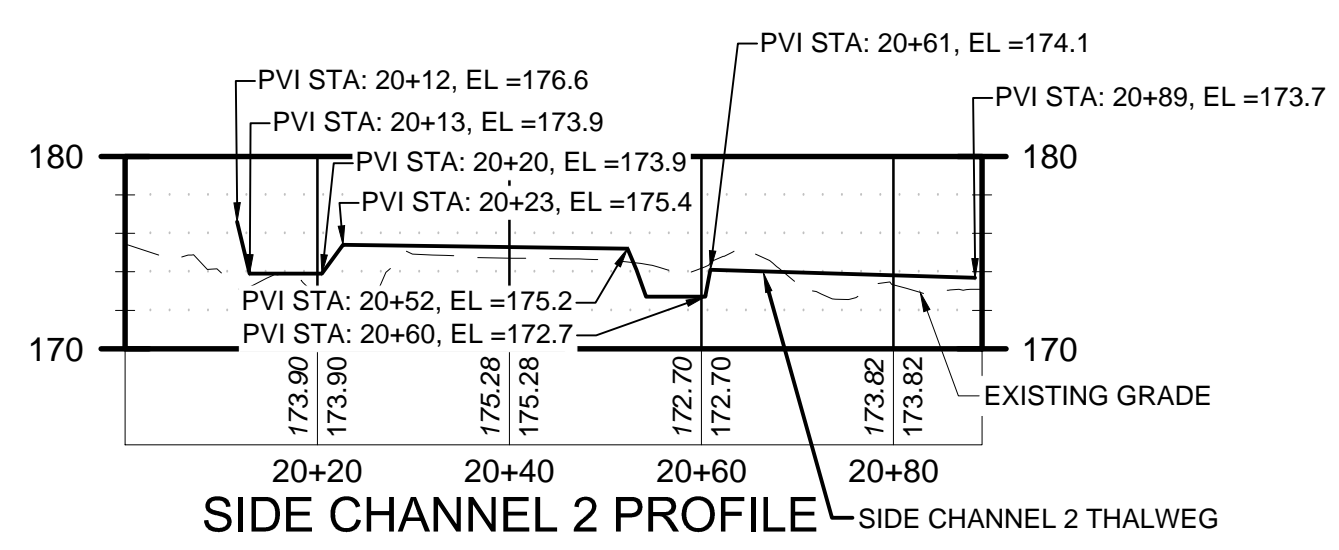 PVI STA: 20+61, EL =174.1
PVI STA: 20+12, EL =176.6
PVI STA: 20+89, EL =173.7
PVI STA: 20+13, EL =173.9
180
PVI STA: 20+20, EL =173.9
180
PVI STA: 20+23, EL =175.4
PVI STA: 20+52, EL =175.2
PVI STA: 20+60, EL =172.7
170
170
173.90
173.90
175.28
175.28
172.70
172.70
173.82
173.82
EXISTING GRADE
20+20
20+40
20+60
20+80
SIDE CHANNEL 2 PROFILE
SIDE CHANNEL 2 THALWEG